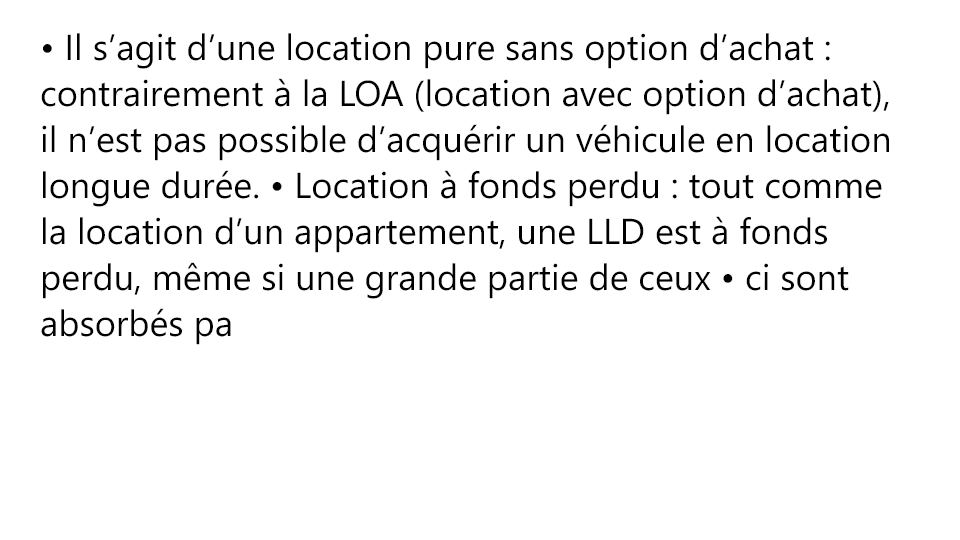 • Il s’agit d’une location pure sans option d’achat :
contrairement à la LOA (location avec option d’achat),
il n’est pas possible d’acquérir un véhicule en location
longue durée. • Location à fonds perdu : tout comme
la location d’un appartement, une LLD est à fonds
perdu, même si une grande partie de ceux • ci sont
absorbés pa